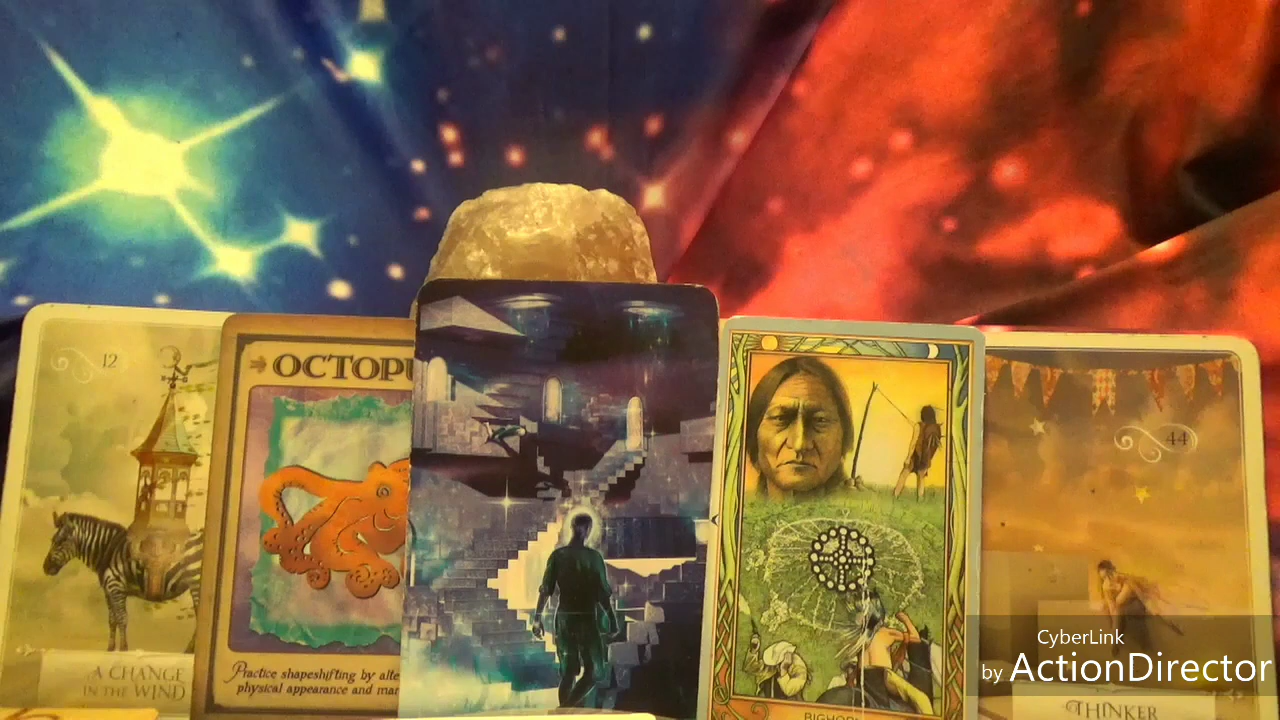 12
A CHANGE
IN THE WIND
OCTOPU
Practice shapeshifting by alte
physical appearance and man
BIGHOR
44
THINKER
CyberLink
by ActionDirector